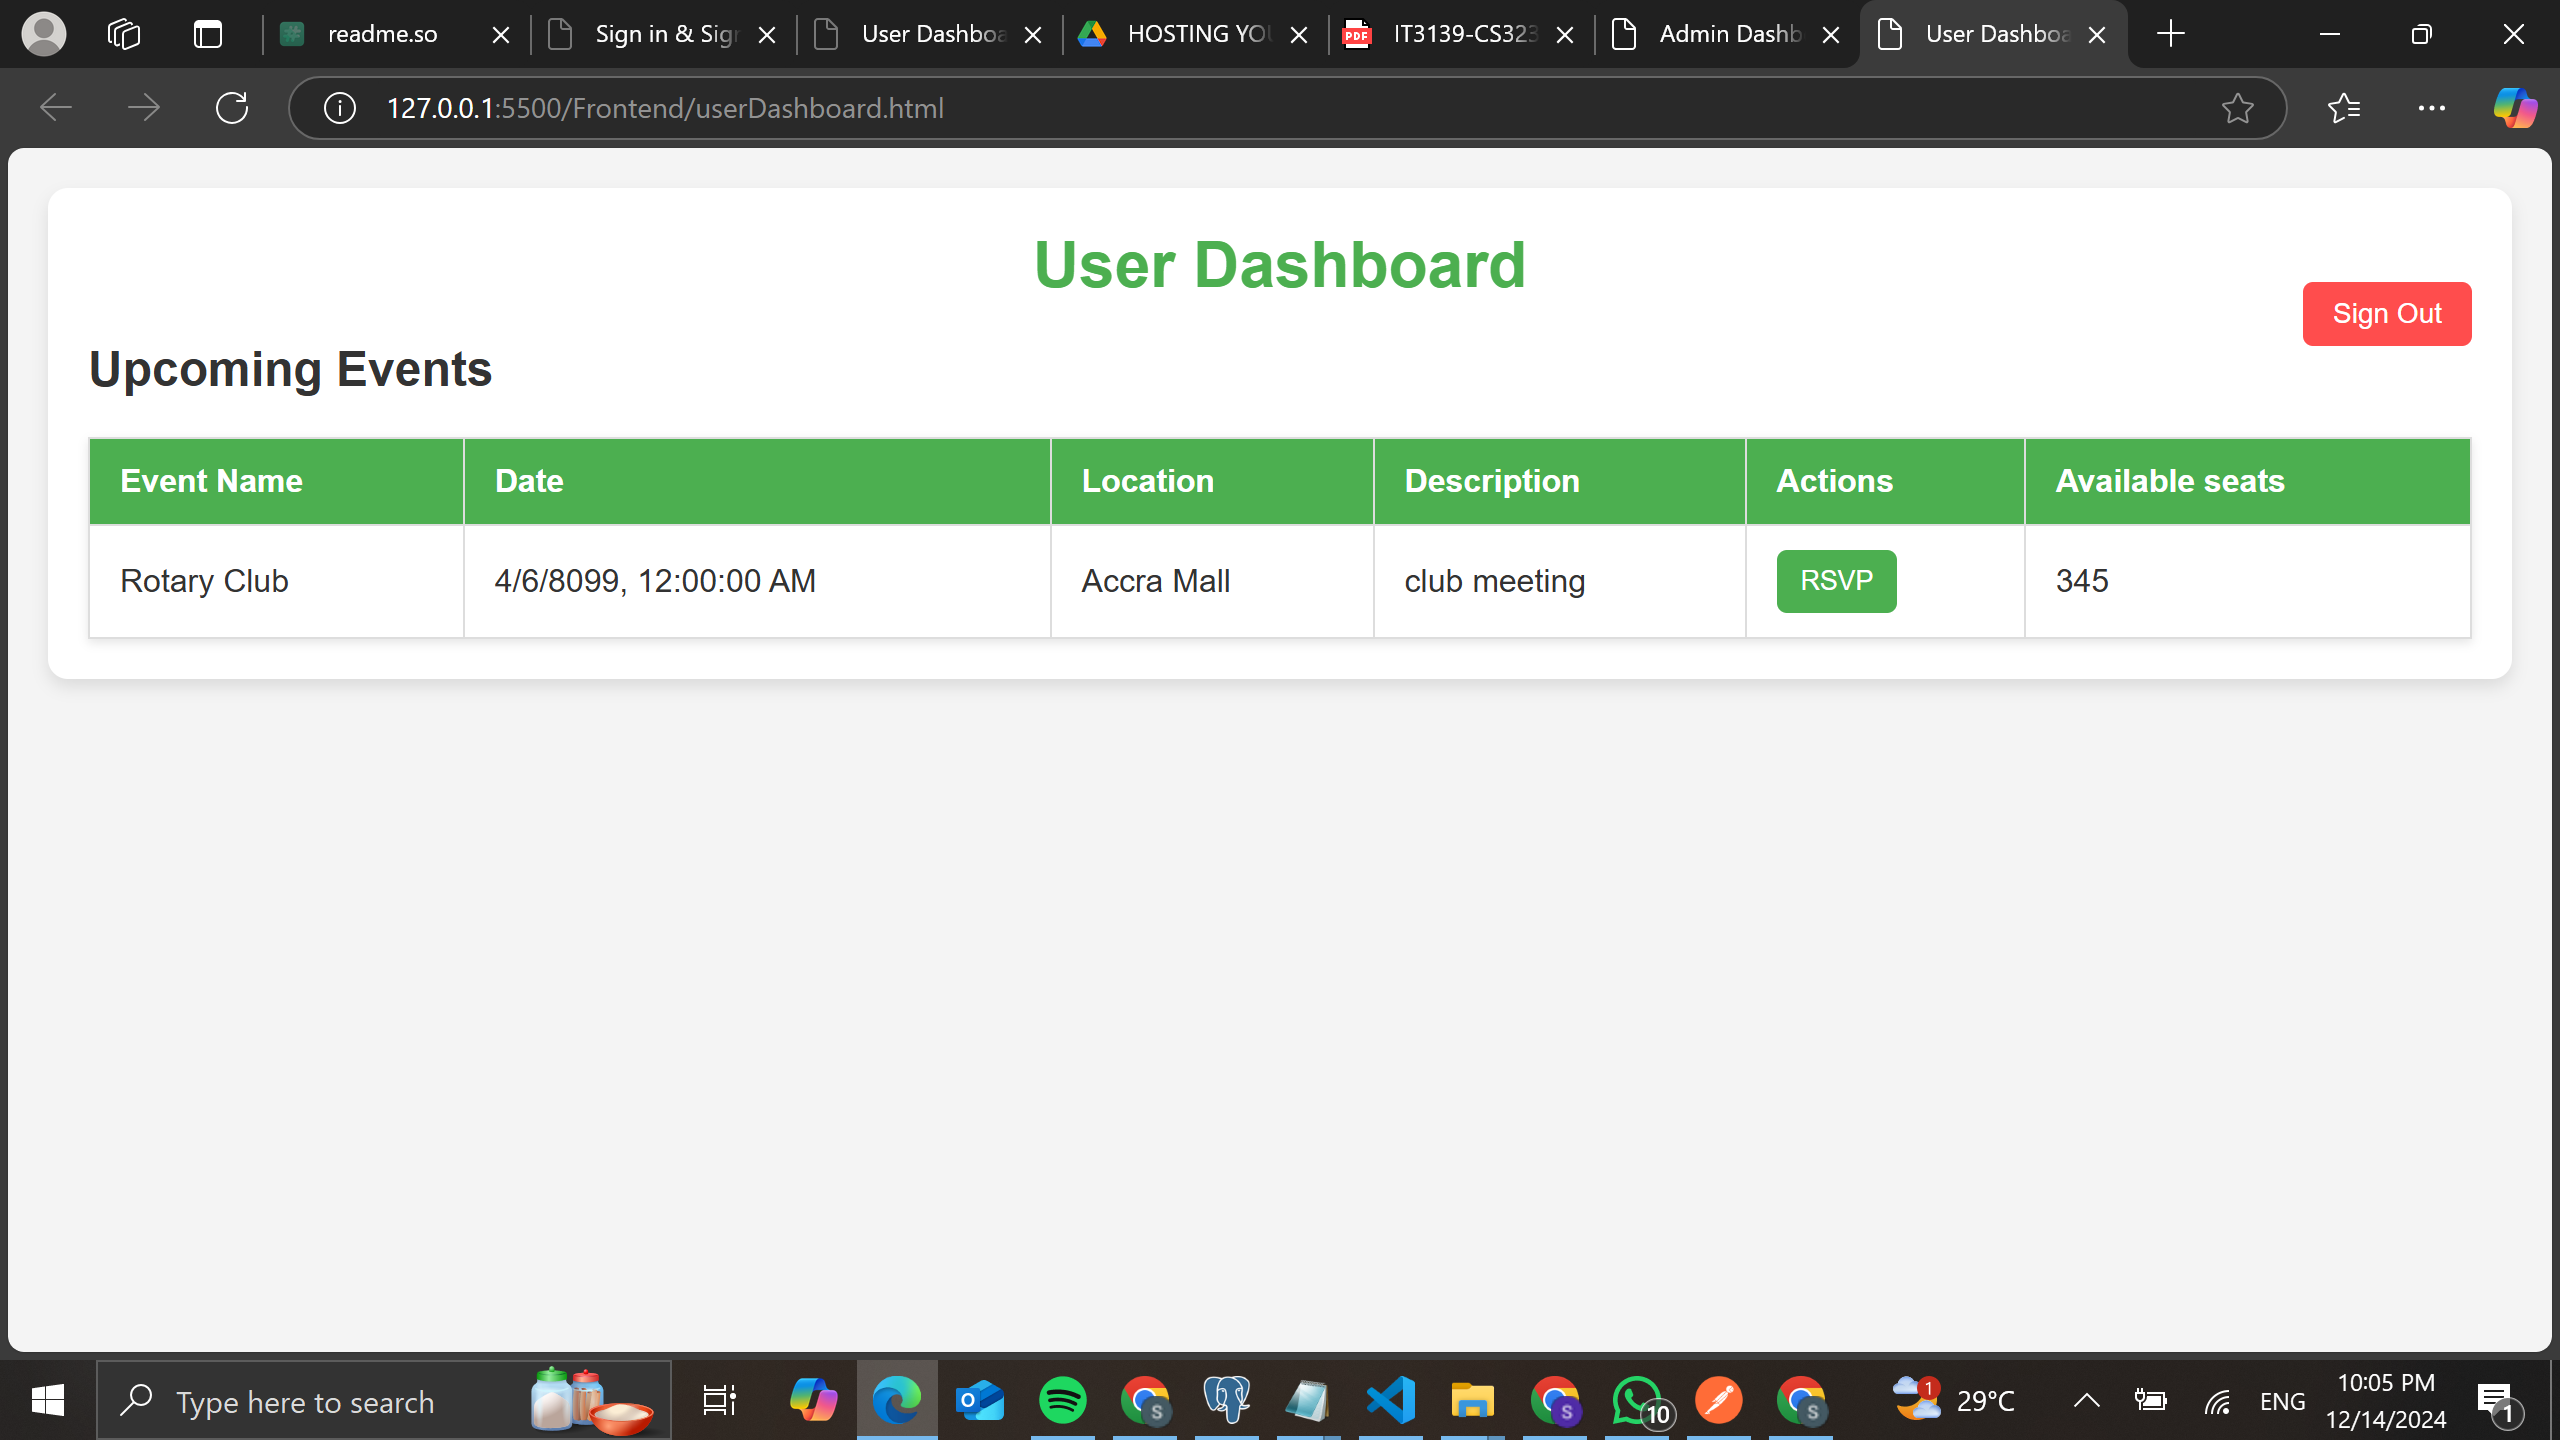 readme.so
Sign in & Sign
User Dashboa
HOSTING YOU
IT3139-CS323
Admin Dashb
User Dashboa
127.0.0.1:5500/Frontend/userDashboard.html
User Dashboard
Sign Out
Upcoming Events
Event Name Date Location Description Actions Available seats
Rotary Club 4/6/8099, 12:00:00 AM Accra Mall club meeting RSVP 345
Type here to search
S
S
10
S
1
29°C
ENG
10:05 PM
12/14/2024
1